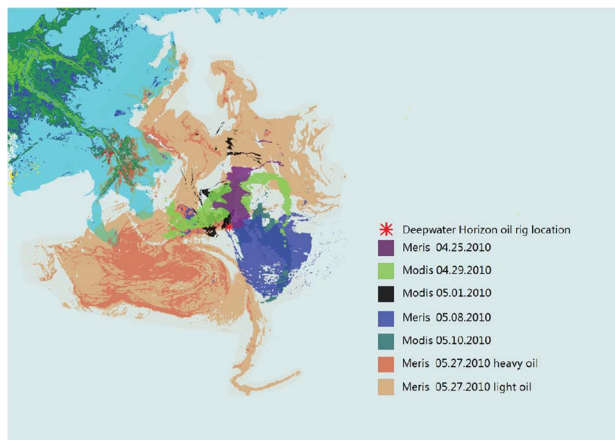 Deepwater Horizon oil rig location
Meris 04.25.2010
Modis 04.29.2010
Modis 05.01.2010
Meris 05.08.2010
Modis 05.10.2010
Meris 05.27.2010 heavy oil
Meris 05.27.2010 light oil